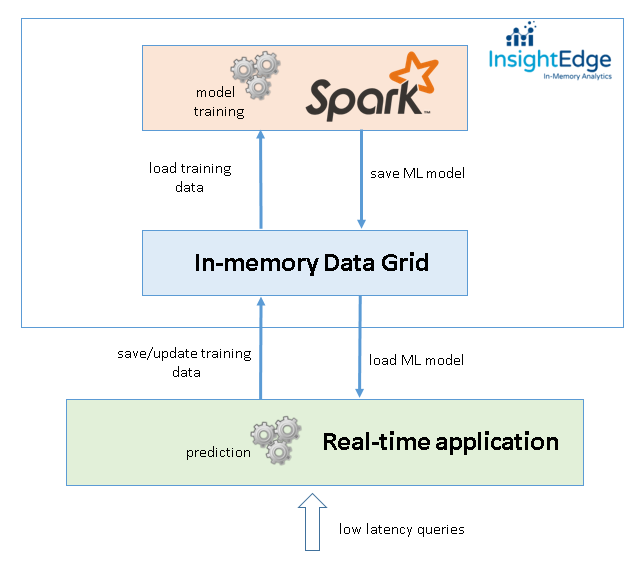 InsightEdge
In-Memory Analytics
model
training
Spark™
load training
data
save ML model
In-memory Data Grid
save/update training
data
load ML model
prediction
Real-time application
low latency queries